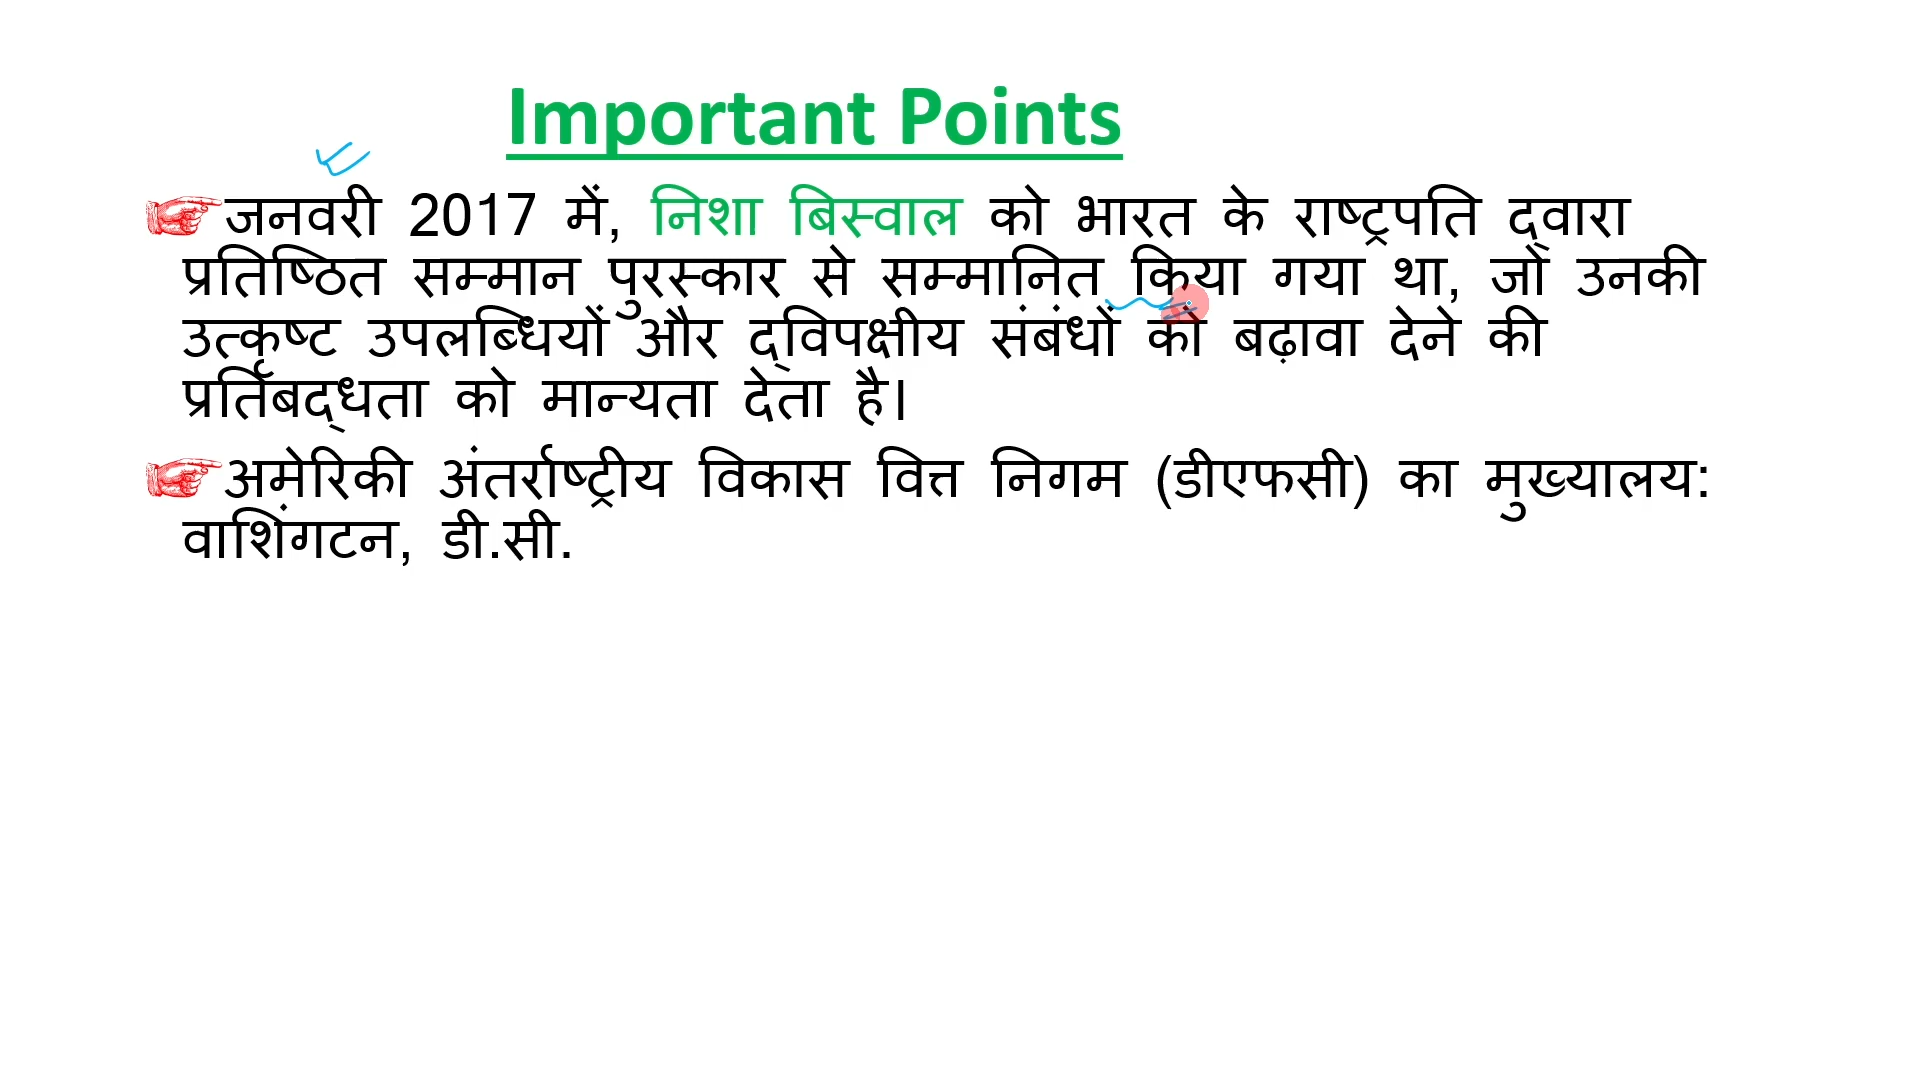 Important Points
जनवरी 2017 में, निशा बिस्वाल को भारत के राष्ट्रपति द्वारा
प्रतिष्ठित सम्मान पुरस्कार से सम्मानित किया गया था, जो उनकी
उत्कृष्ट उपलब्धियों और द्विपक्षीय संबंधों को बढ़ावा देने की
प्रतिबद्धता को मान्यता देता है।
अमेरिकी अंतर्राष्ट्रीय विकास वित्त निगम (डीएफसी) का मुख्यालय:
वाशिंगटन, डी.सी.